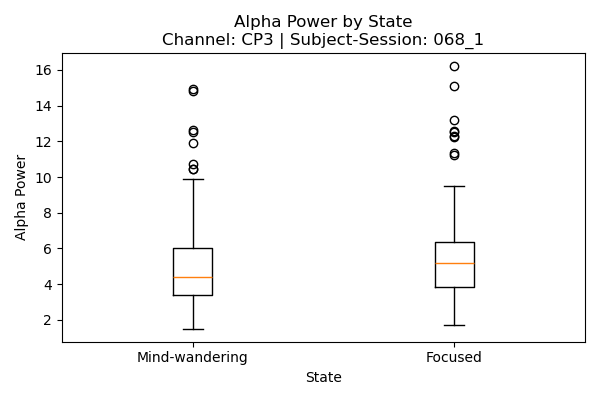 Alpha Power by State
Channel: CP3 | Subject-Session: 068_1
16
14
12
10
8
6
4
2
Alpha Power
Mind-wandering
Focused
State